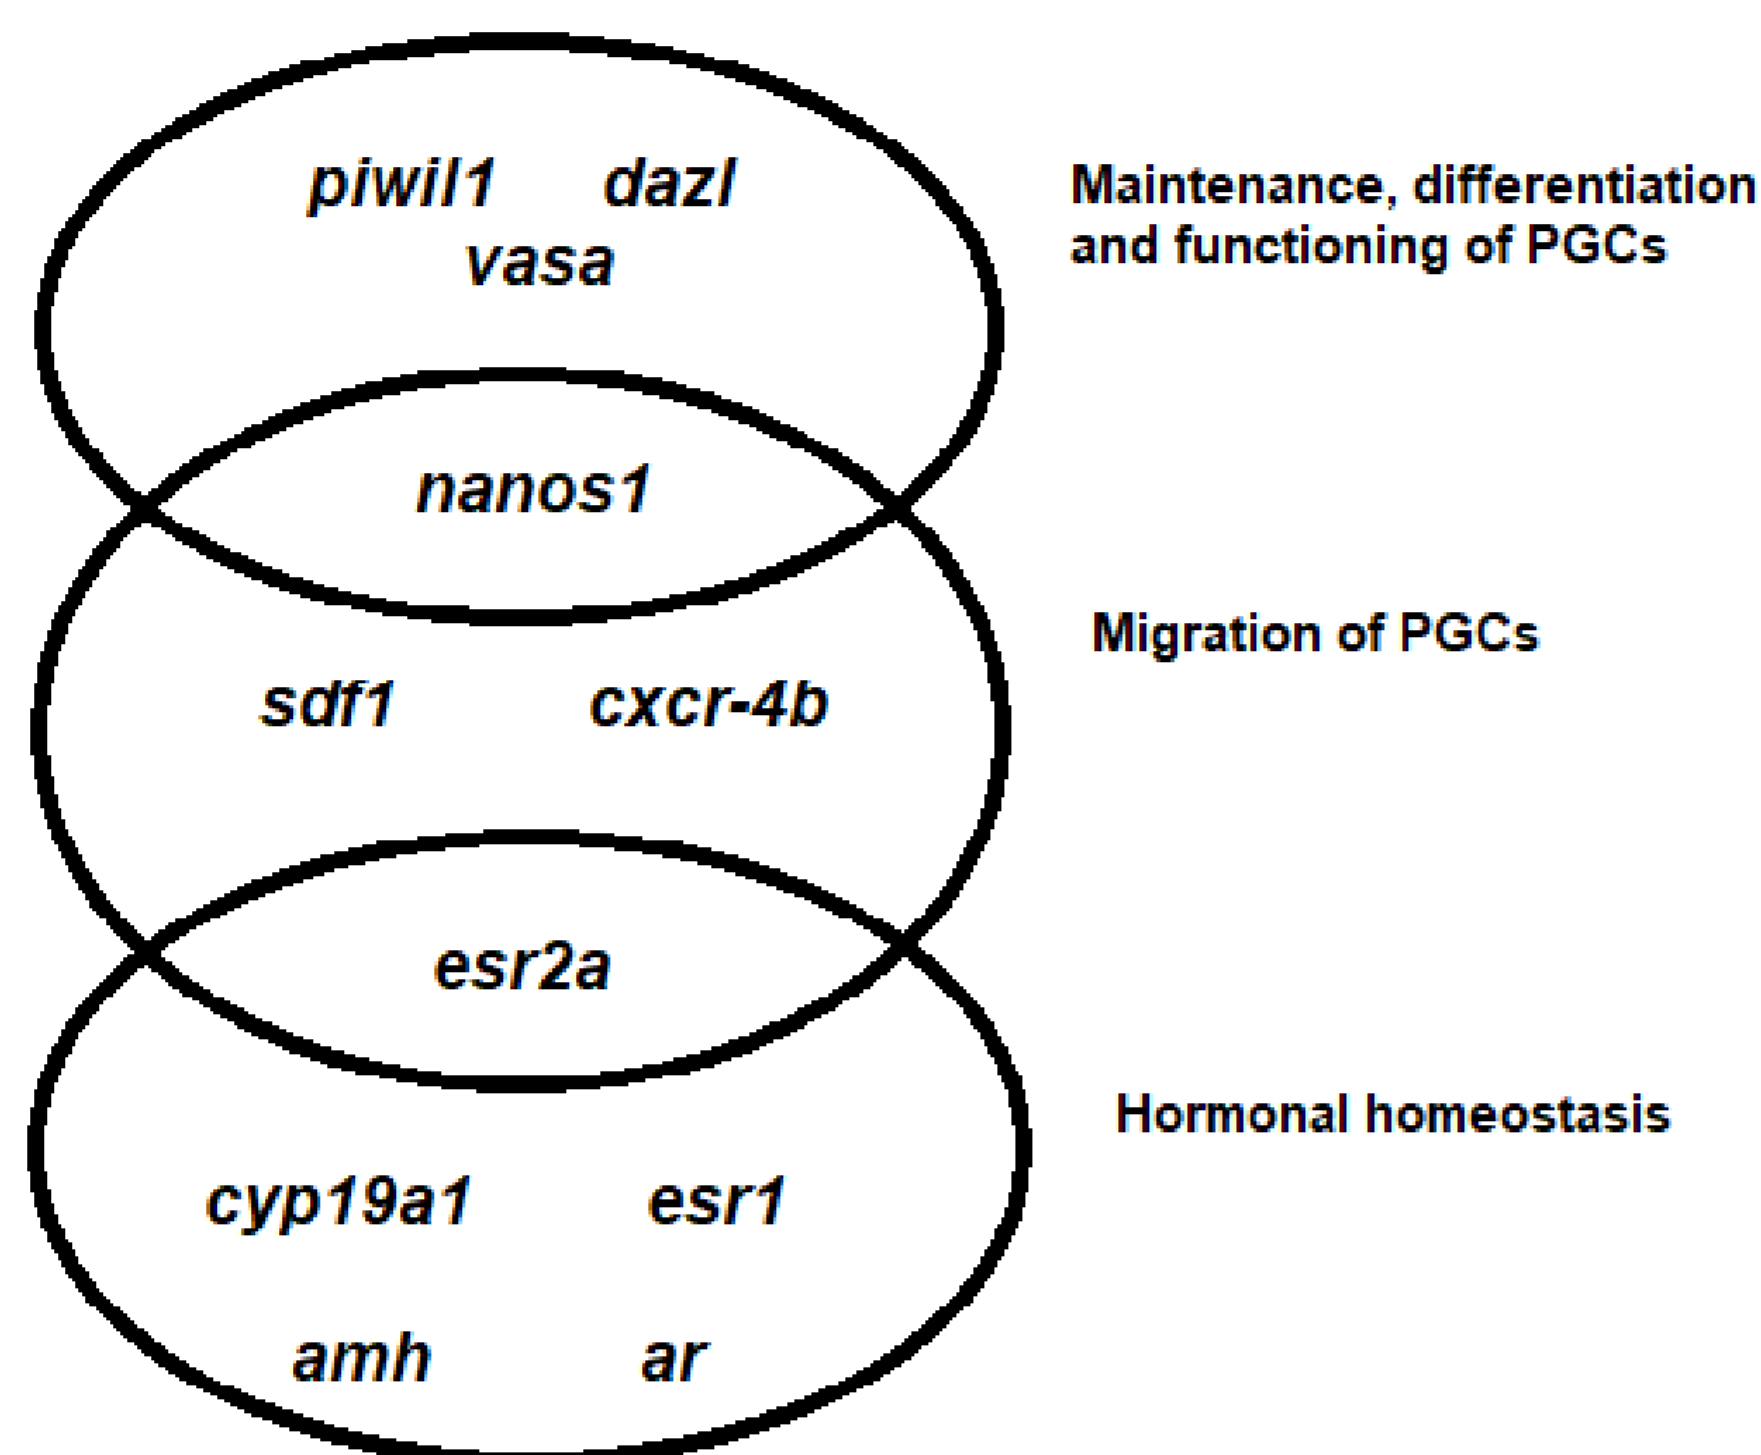 piwil1 dazl
vasa
Maintenance, differentiation
and functioning of PGCs
nanos1
Migration of PGCs
sdf1 cxcr-4b
esr2a
Hormonal homeostasis
cyp19a1 esr1
amh ar